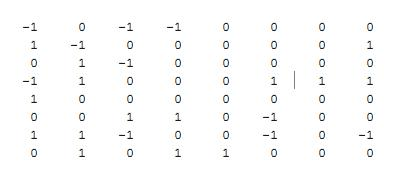 -1 0 -1 -1 0 0 0 0
1 -1 0 0 0 0 0 1
0 1 -1 0 0 0 0 0
-1 1 0 0 0 1 1 1
1 0 0 0 0 0 0 0
0 0 1 1 0 -1 0 0
1 1 -1 0 0 -1 0 -1
0 1 0 1 1 0 0 0